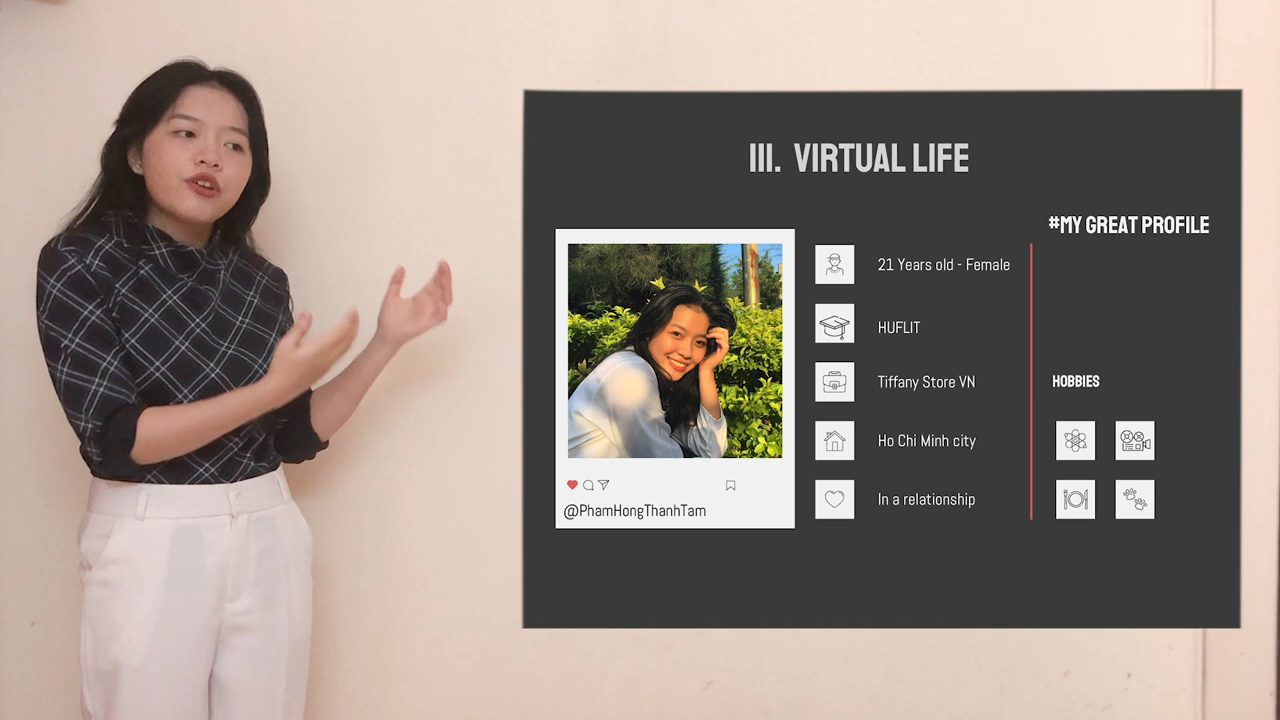 III. VIRTUAL LIFE
#MY GREAT PROFILE
21 Years old - Female
HUFLIT
Tiffany Store VN
Ho Chi Minh city
In a relationship
@PhamHongThanhTam
HOBBIES